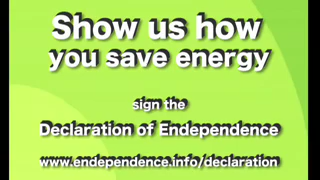 Show us how
you save energy
sign the
Declaration of Endependence
www.endependence.info/declaration